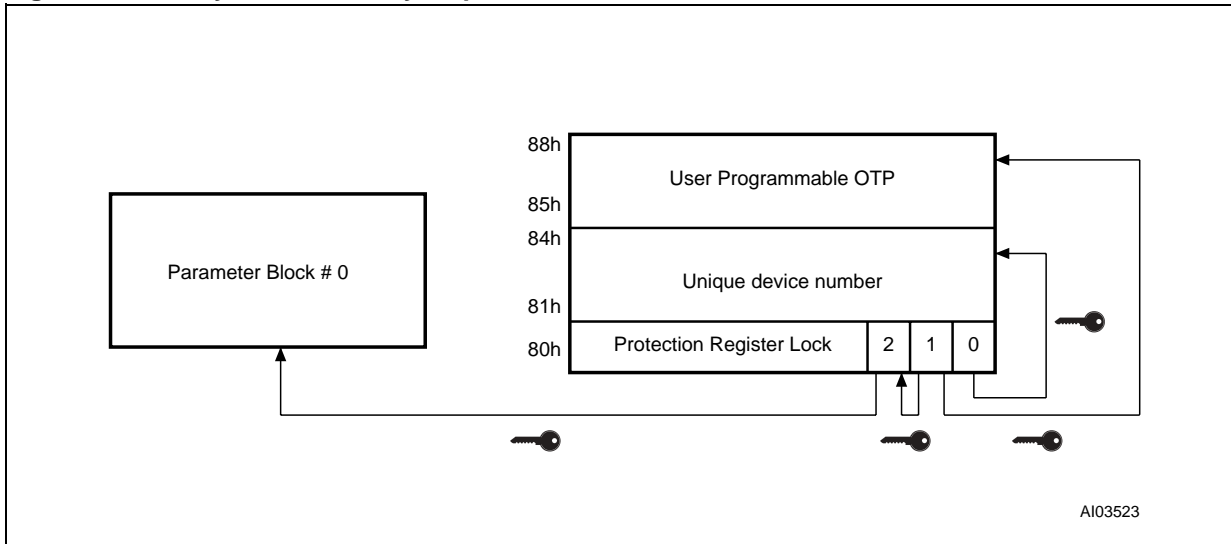 88h
User Programmable OTP
85h
84h
Parameter Block # 0
Unique device number
81h
80h
Protection Register Lock 2 1 0
AI03523